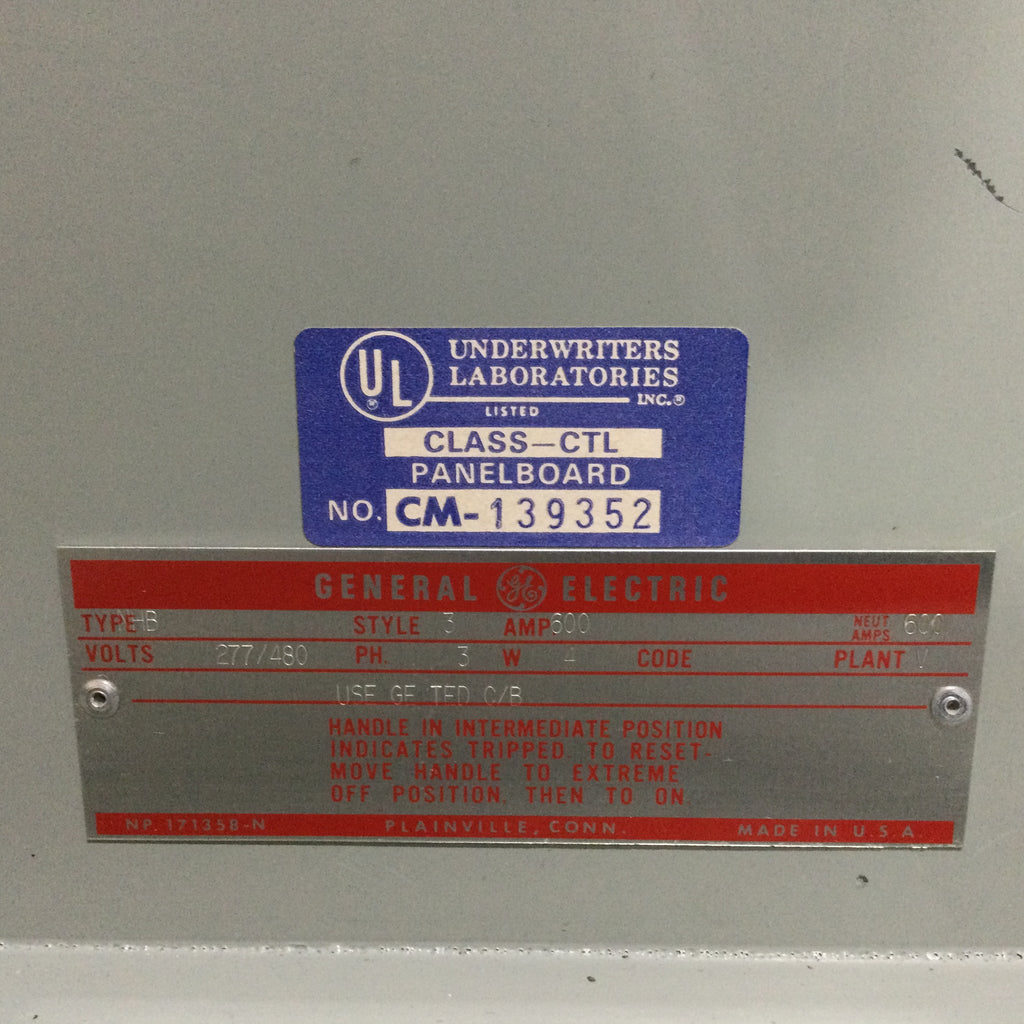 UL
UNDERWRITERS
LABORATORIES
INC.®
LISTED
CLASS-CTL
PANELBOARD
NO. CM-139352
GENERAL GE ELECTRIC
TYPE STYLE 3 AMP 600 NEUT AMPS 600
VOLTS 277/480 PH. 3 W 4 CODE PLANT
USE GE TED C/B
HANDLE IN INTERMEDIATE POSITION
INDICATES TRIPPED. TO RESET-
MOVE HANDLE TO EXTREME
OFF POSITION, THEN TO ON.
NP. 171358-N PLAINVILLE, CONN. MADE IN U.S.A.